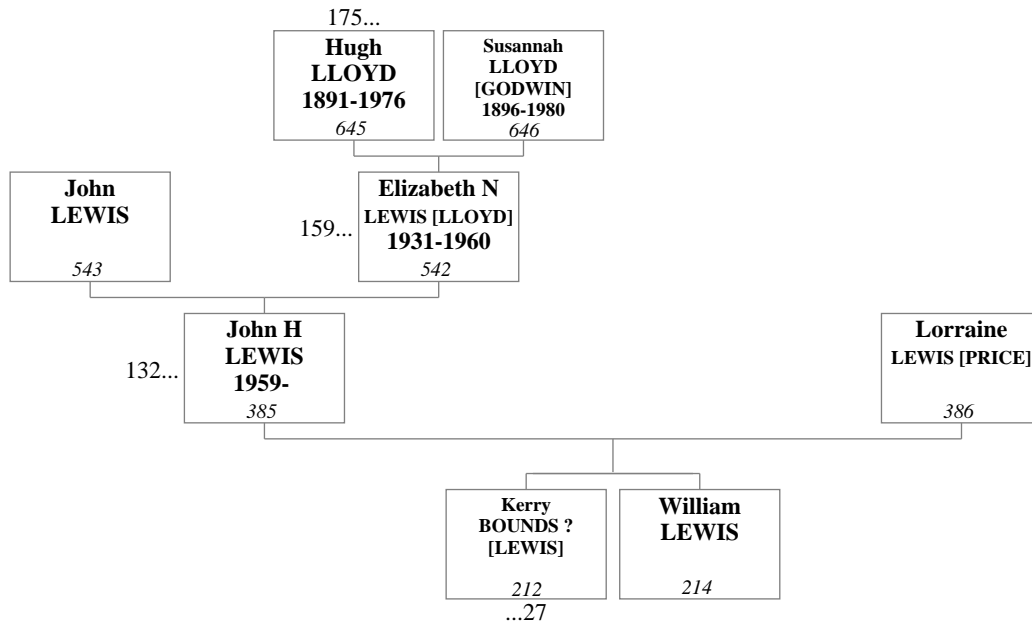 175...
Hugh
LLOYD
1891-1976
645
Susannah
LLOYD
[GODWIN]
1896-1980
646
John
LEWIS
543
159...
Elizabeth N
LEWIS [LLOYD]
1931-1960
542
132...
John H
LEWIS
1959-
385
Lorraine
LEWIS [PRICE]
386
Kerry
BOUNDS ?
[LEWIS]
212
...27
William
LEWIS
214